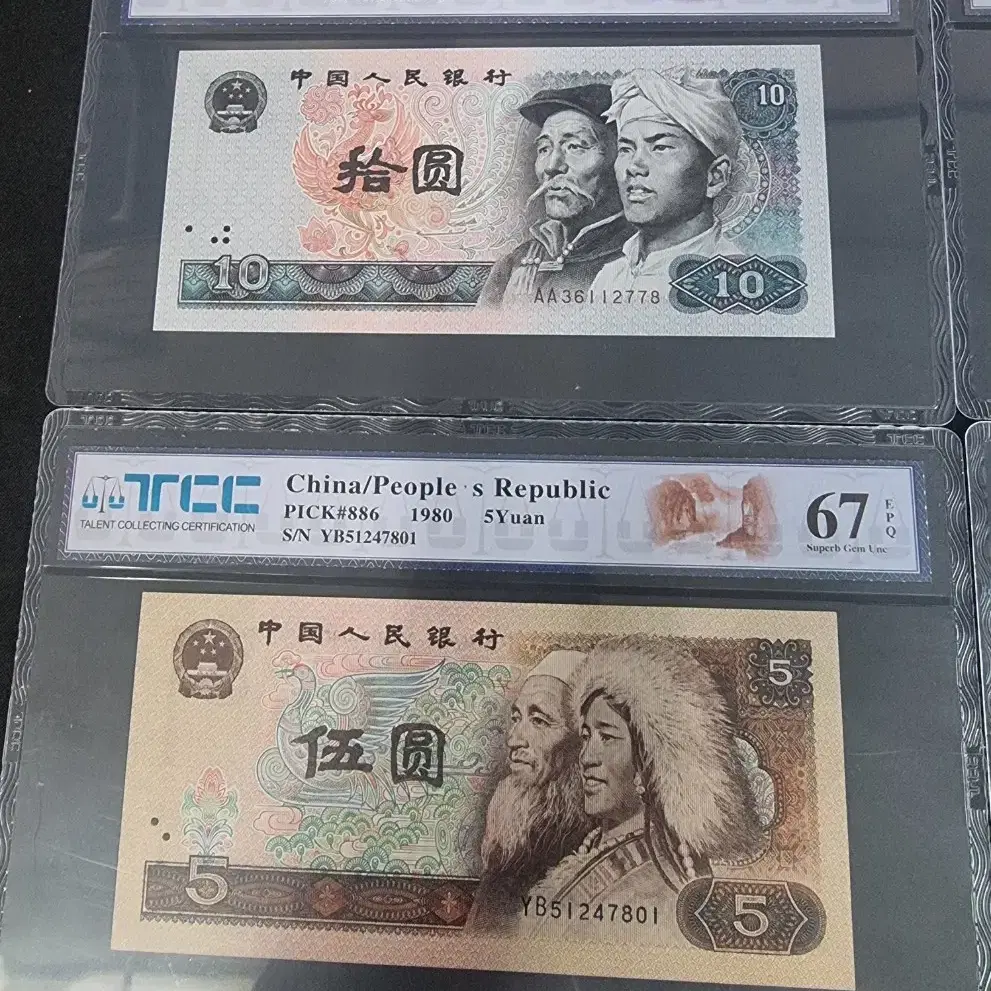 中国人民银行
10
拾圆
10
AA36112778
10
TCC
TALENT COLLECTING CERTIFICATION
China/People's Republic
PICK#886 1980 5Yuan
S/N YB51247801
67
EPQ
Superb Gem Unc
中国人民银行
5
伍圆
5
YB51247801
5